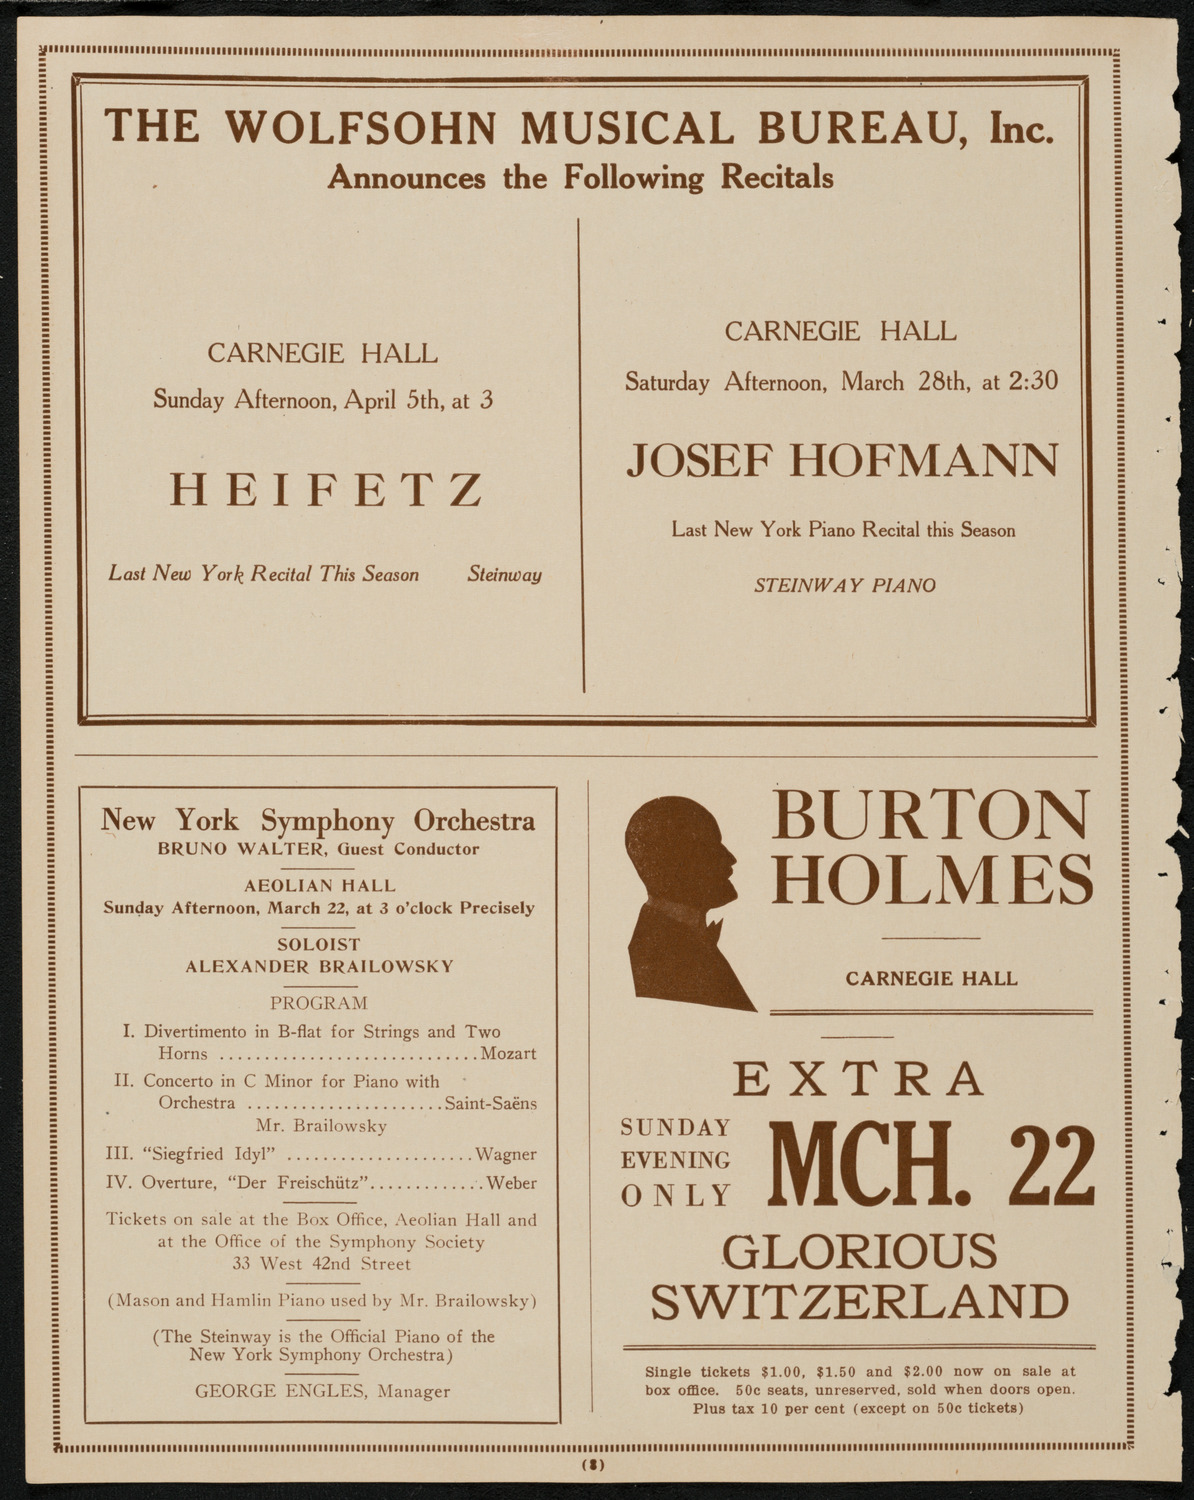 THE WOLFSOHN MUSICAL BUREAU, Inc.
Announces the Following Recitals
CARNEGIE HALL
Sunday Afternoon, April 5th, at 3
HEIFETZ
Last New York Recital This Season Steinway
CARNEGIE HALL
Saturday Afternoon, March 28th, at 2:30
JOSEF HOFMANN
Last New York Piano Recital this Season
STEINWAY PIANO
New York Symphony Orchestra
BRUNO WALTER, Guest Conductor
AEOLIAN HALL
Sunday Afternoon, March 22, at 3 o'clock Precisely
SOLOIST
ALEXANDER BRAILOWSKY
PROGRAM
I. Divertimento in B-flat for Strings and Two
Horns ............................Mozart
II. Concerto in C Minor for Piano with
Orchestra ......................Saint-Saëns
Mr. Brailowsky
III. "Siegfried Idyl" ....................Wagner
IV. Overture, "Der Freischütz".............Weber
Tickets on sale at the Box Office, Aeolian Hall and
at the Office of the Symphony Society
33 West 42nd Street
(Mason and Hamlin Piano used by Mr. Brailowsky)
(The Steinway is the Official Piano of the
New York Symphony Orchestra)
GEORGE ENGLES, Manager
BURTON
HOLMES
CARNEGIE HALL
EXTRA
SUNDAY
EVENING
ONLY
MCH. 22
GLORIOUS
SWITZERLAND
Single tickets $1.00, $1.50 and $2.00 now on sale at
box office. 50c seats, unreserved, sold when doors open.
Plus tax 10 per cent (except on 50c tickets)
(8)